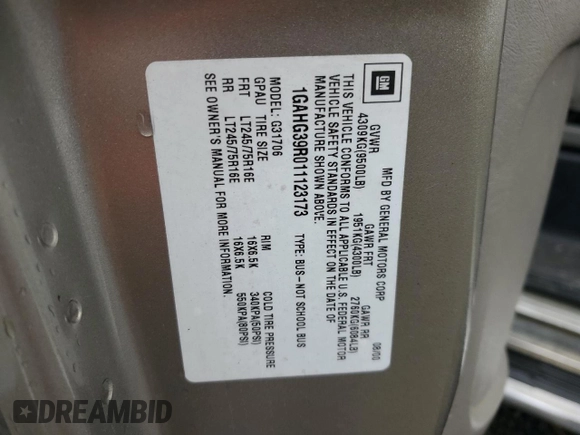 GM
MFD BY GENERAL MOTORS CORP
08/00
GVWR GAWR FRT GAWR RR
4309KG(9500LB) 1951KG(4300LB) 2760KG(6084LB)
THIS VEHICLE CONFORMS TO ALL APPLICABLE U.S. FEDERAL MOTOR
VEHICLE SAFETY STANDARDS IN EFFECT ON THE DATE OF
MANUFACTURE SHOWN ABOVE.
1GAHG39R011123173 TYPE: BUS-NOT SCHOOL BUS
MODEL: G31706
GPAU TIRE SIZE RIM COLD TIRE PRESSURE
FRT LT245/75R16E 16X6.5K 340KPA(50PSI)
RR LT245/75R16E 16X6.5K 550KPA(80PSI)
SEE OWNER'S MANUAL FOR MORE INFORMATION.
DREAMBID